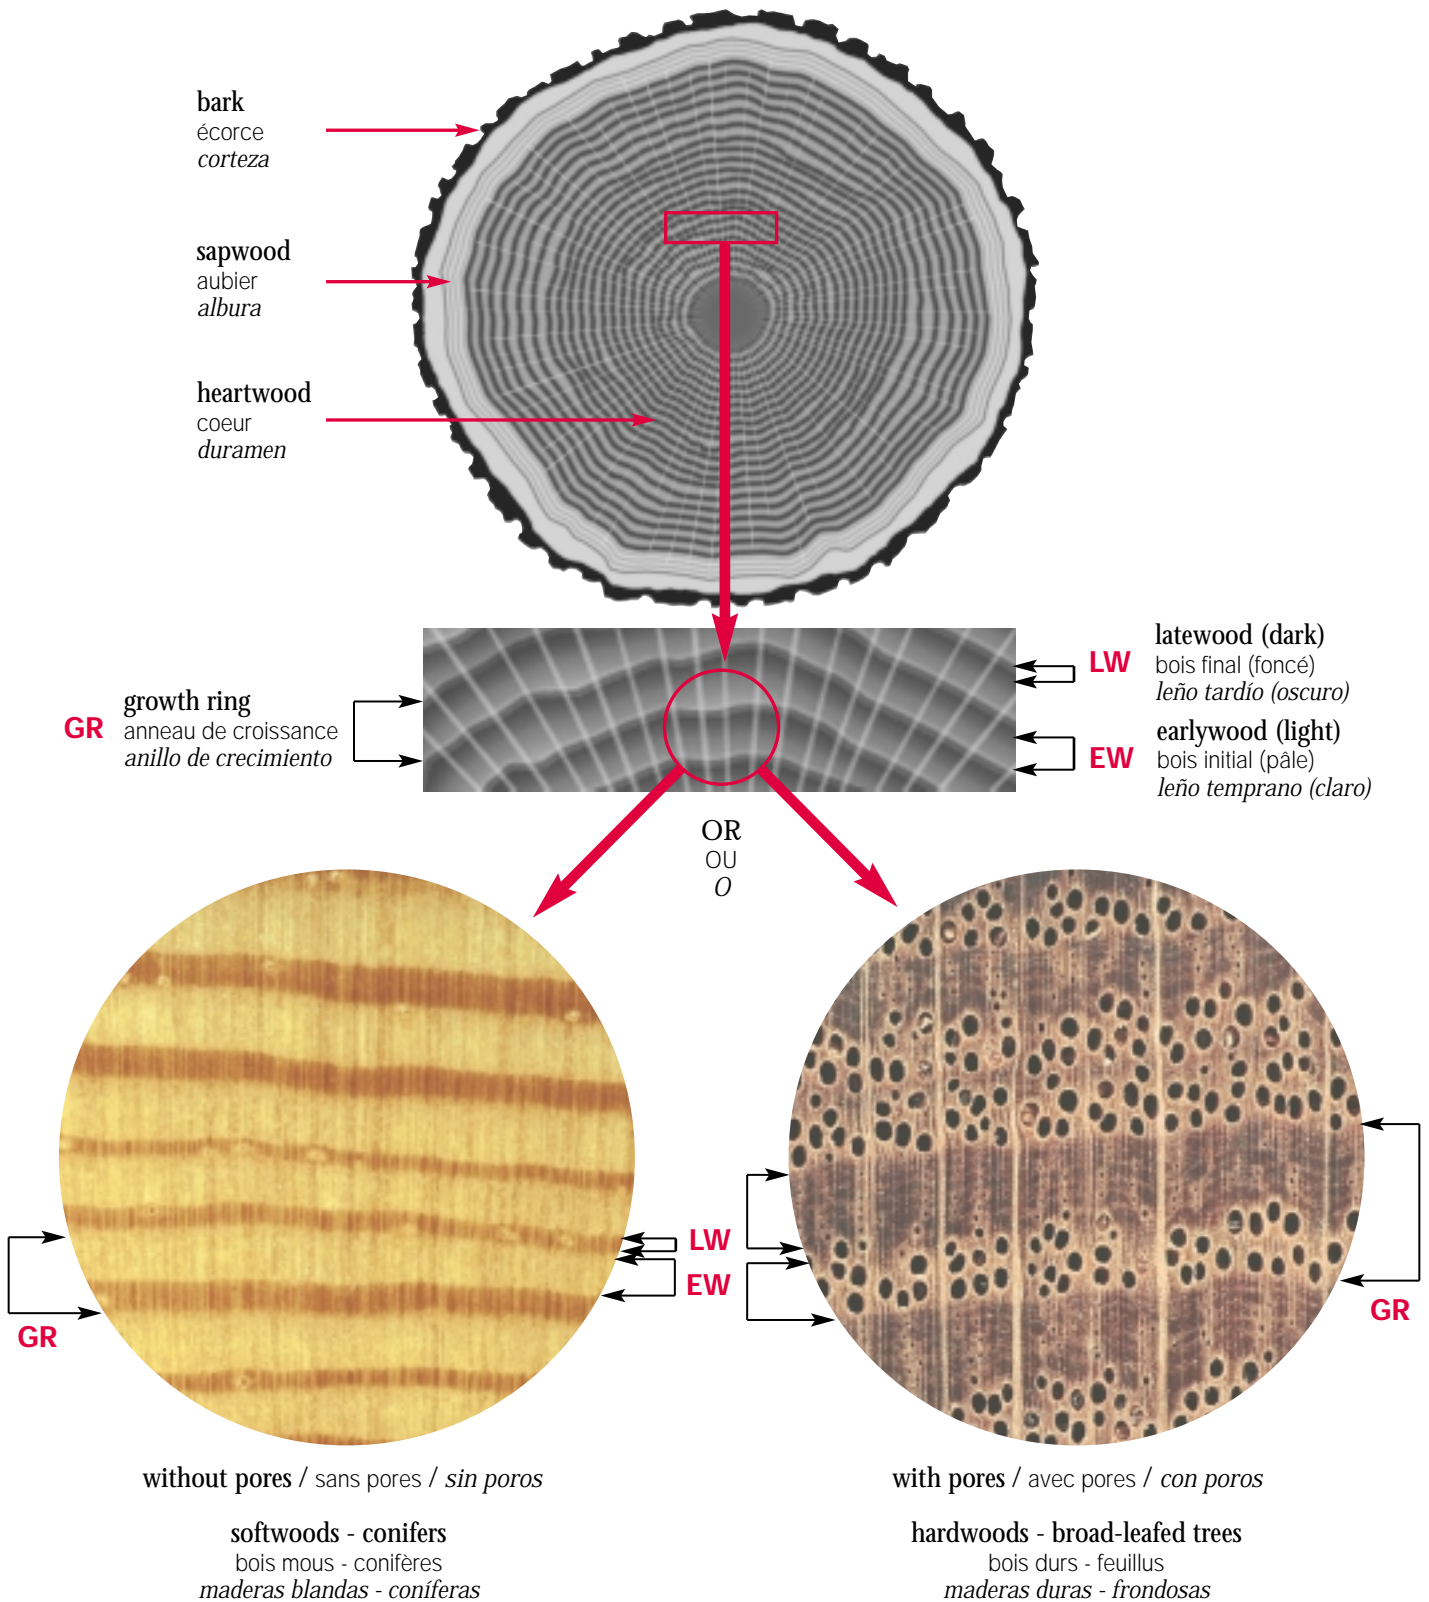 bark
écorce
corteza
sapwood
aubier
albura
heartwood
coeur
duramen
GR
growth ring
anneau de croissance
anillo de crecimiento
LW
latewood (dark)
bois final (foncé)
leño tardío (oscuro)
EW
earlywood (light)
bois initial (pâle)
leño temprano (claro)
OR
OU
O
LW
EW
GR
GR
without pores / sans pores / sin poros
softwoods - conifers
bois mous - conifères
maderas blandas - coníferas
with pores / avec pores / con poros
hardwoods - broad-leafed trees
bois durs - feuillus
maderas duras - frondosas